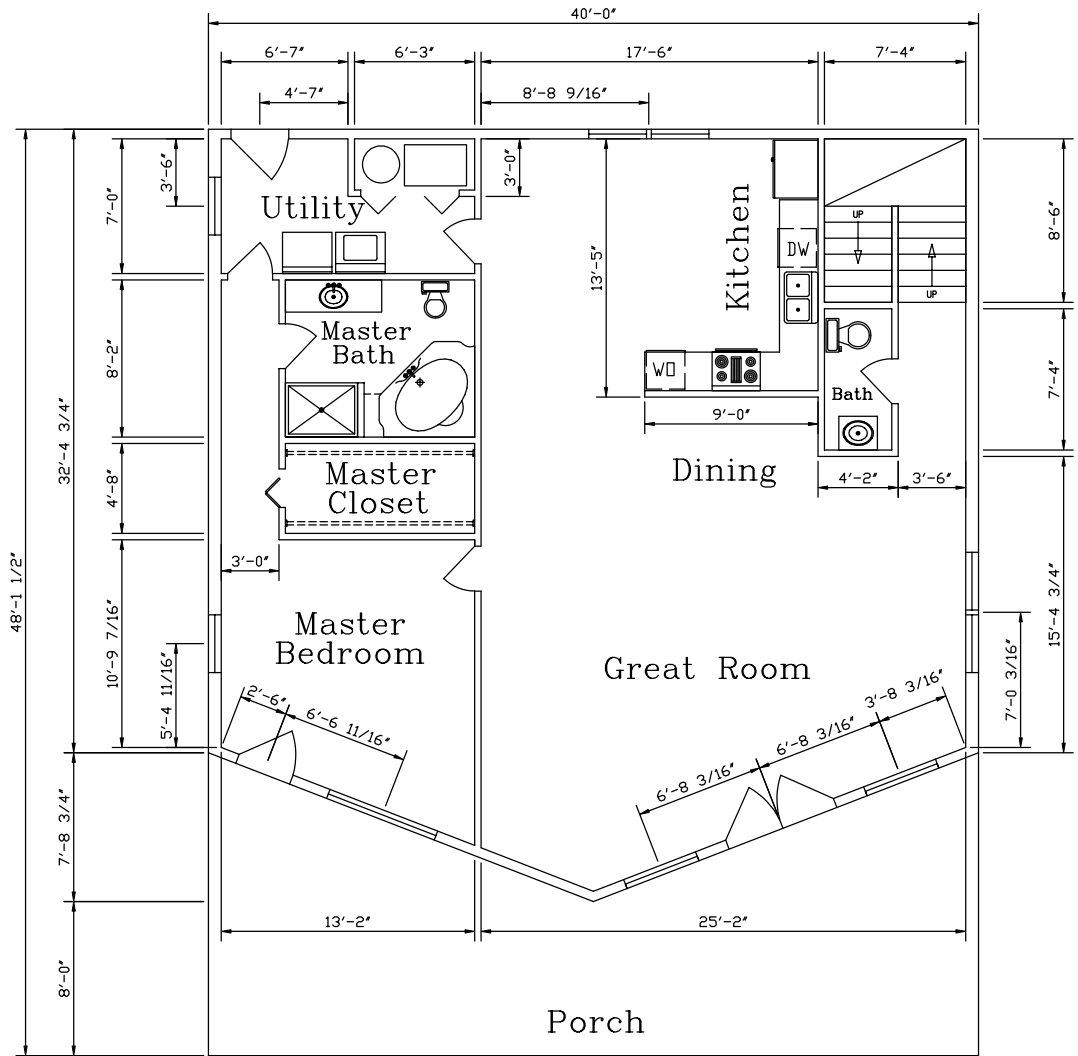 40'-0"
6'-7"
6'-3"
17'-6"
7'-4"
4'-7"
8'-8 9/16"
3'-6"
7'-0"
3'-0"
Utility
Kitchen
UP
UP
8'-6"
DW
13'-5"
Master
Bath
8'-2"
WO
Bath
7'-4"
9'-0"
32'-4 3/4"
Master
Closet
4'-8"
Dining
4'-2"
3'-6"
3'-0"
48'-1 1/2"
10'-9 7/16"
Master
Bedroom
Great Room
15'-4 3/4"
5'-4 11/16"
7'-0 3/16"
2'-6"
6'-6 11/16"
6'-8 3/16"
6'-8 3/16"
3'-8 3/16"
7'-8 3/4"
13'-2"
25'-2"
8'-0"
Porch